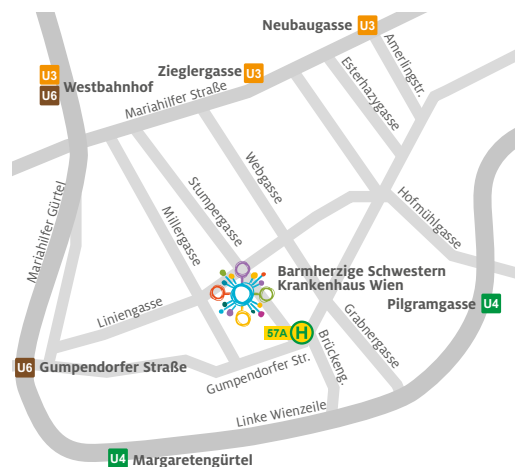 Neubaugasse U3
Amerlingstr.
Zieglergasse U3
Esterhazygasse
U3
U6
Westbahnhof
Mariahilfer Straße
Webgasse
Stumpergasse
Millergasse
Hofmühlgasse
Mariahilfer Gürtel
Barmherzige Schwestern
Krankenhaus Wien
Pilgramgasse U4
Liniengasse
57A H
Grabnergasse
Brückeng.
U6 Gumpendorfer Straße
Gumpendorfer Str.
Linke Wienzeile
U4 Margaretengürtel